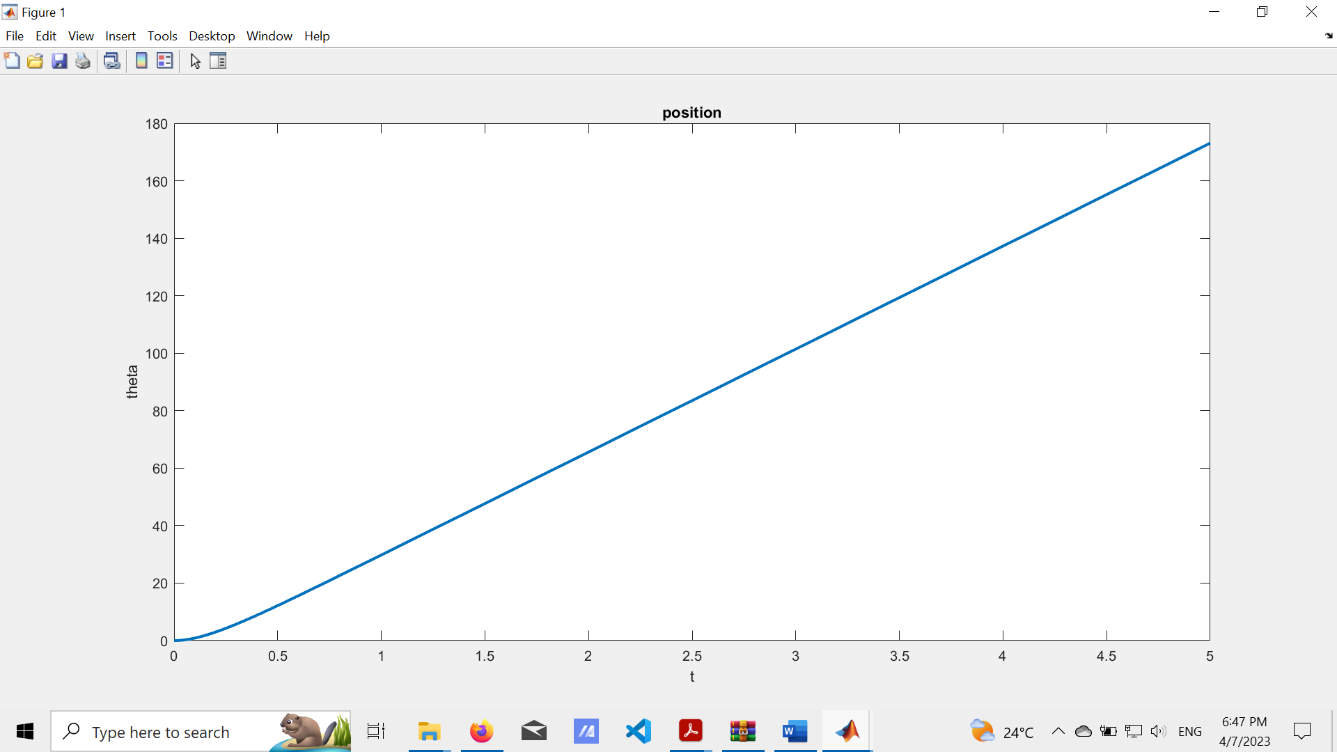 Figure 1
File Edit View Insert Tools Desktop Window Help
position
180
160
140
120
100
80
60
40
20
0
theta
0 0.5 1 1.5 2 2.5 3 3.5 4 4.5 5
t
Type here to search
24°C
ENG
6:47 PM
4/7/2023